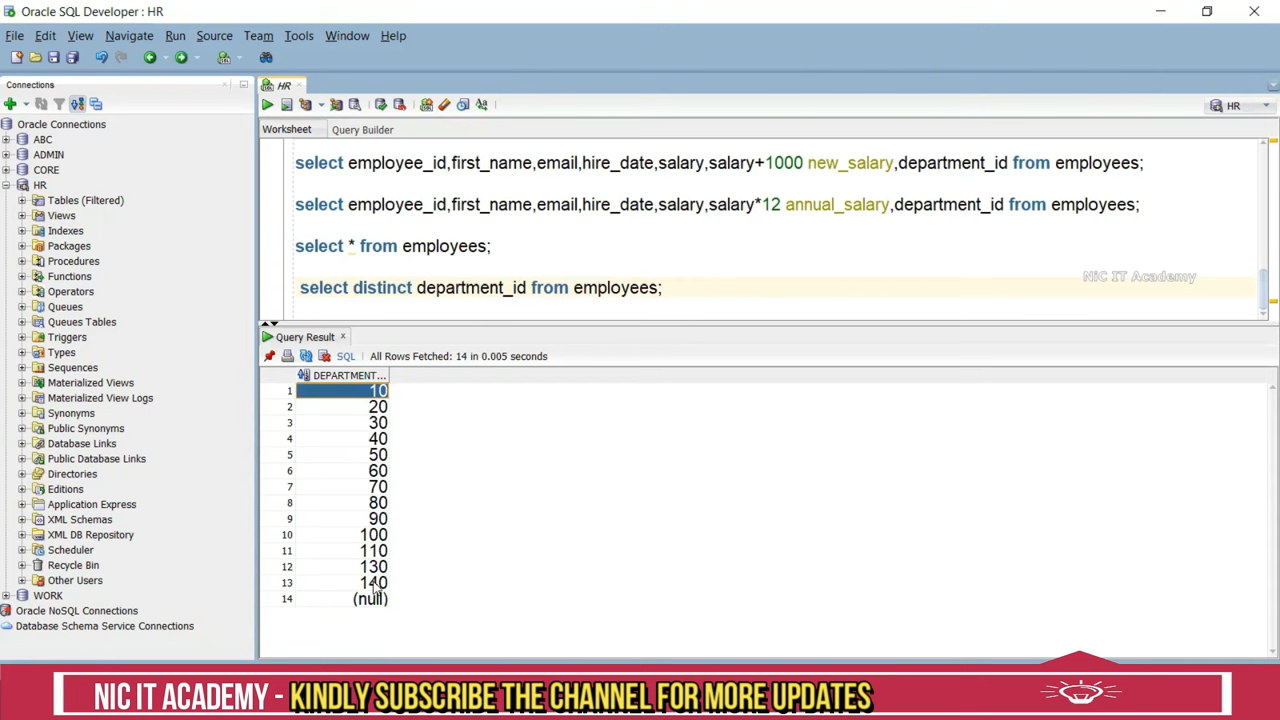 Oracle SQL Developer : HR
File Edit View Navigate Run Source Team Tools Window Help
Connections
HR
HR
Worksheet Query Builder
Oracle Connections
ABC
ADMIN
CORE
HR
Tables (Filtered)
Views
Indexes
Packages
Procedures
Functions
Operators
Queues
Queues Tables
Triggers
Types
Sequences
Materialized Views
Materialized View Logs
Synonyms
Public Synonyms
Database Links
Public Database Links
Directories
Editions
Application Express
XML Schemas
XML DB Repository
Scheduler
Recycle Bin
Other Users
WORK
Oracle NoSQL Connections
Database Schema Service Connections
select employee_id,first_name,email,hire_date,salary,salary+1000 new_salary,department_id from employees;
select employee_id,first_name,email,hire_date,salary,salary*12 annual_salary,department_id from employees;
select * from employees;
select distinct department_id from employees;
NiC IT Academy
Query Result
SQL All Rows Fetched: 14 in 0.005 seconds
DEPARTMENT...
1 10
2 20
3 30
4 40
5 50
6 60
7 70
8 80
9 90
10 100
11 110
12 130
13 140
14 (null)
NIC IT ACADEMY - KINDLY SUBSCRIBE THE CHANNEL FOR MORE UPDATES